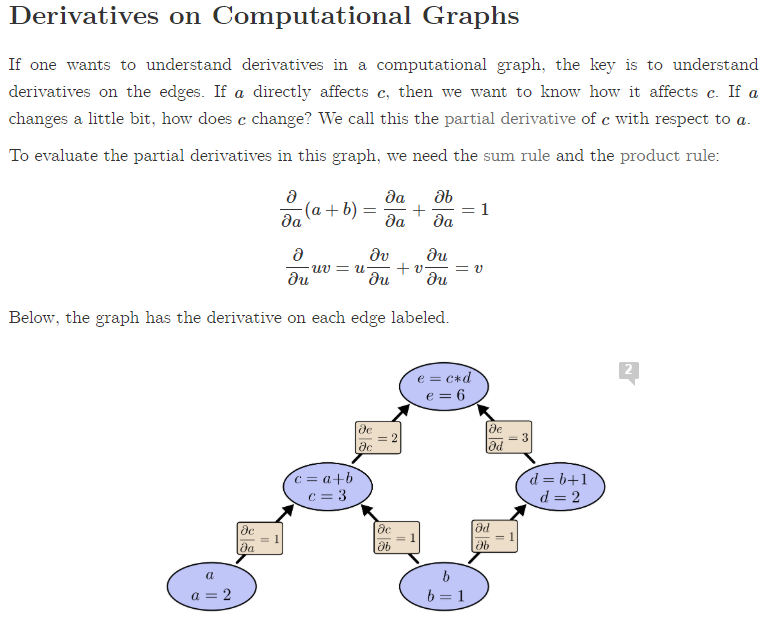 Derivatives on Computational Graphs
If one wants to understand derivatives in a computational graph, the key is to understand
derivatives on the edges. If a directly affects c, then we want to know how it affects c. If a
changes a little bit, how does c change? We call this the partial derivative of c with respect to a.
To evaluate the partial derivatives in this graph, we need the sum rule and the product rule:
∂/∂a (a + b) = ∂a/∂a + ∂b/∂a = 1
∂/∂u uv = u ∂v/∂u + v ∂u/∂u = v
Below, the graph has the derivative on each edge labeled.
2
e = c*d
e = 6
∂e/∂c = 2
∂e/∂d = 3
c = a+b
c = 3
d = b+1
d = 2
∂c/∂a = 1
∂c/∂b = 1
∂d/∂b = 1
a
a = 2
b
b = 1